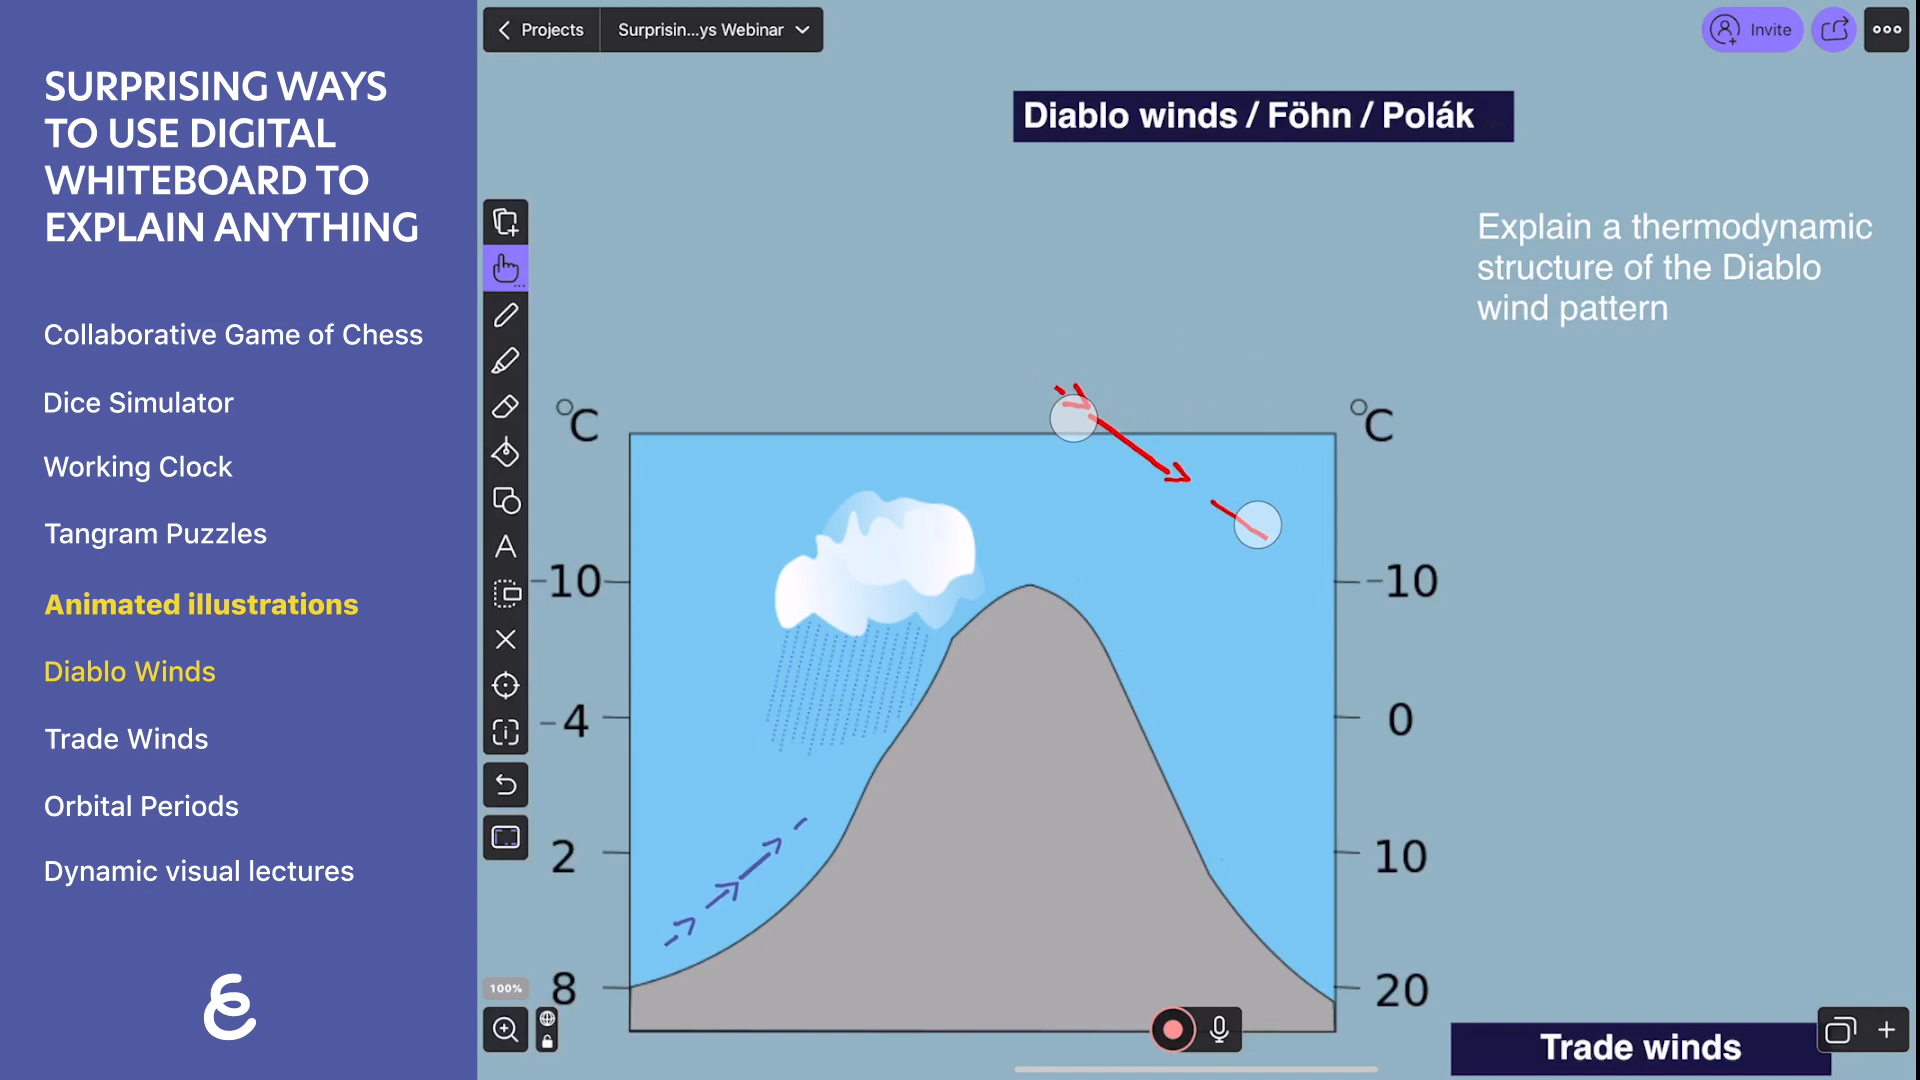 SURPRISING WAYS
TO USE DIGITAL
WHITEBOARD TO
EXPLAIN ANYTHING
Collaborative Game of Chess
Dice Simulator
Working Clock
Tangram Puzzles
Animated illustrations
Diablo Winds
Trade Winds
Orbital Periods
Dynamic visual lectures
Projects
Surprisin...ys Webinar
Invite
Diablo winds / Föhn / Polák
Explain a thermodynamic
structure of the Diablo
wind pattern
°C
°C
-10
-10
-4
0
2
10
8
20
100%
Trade winds